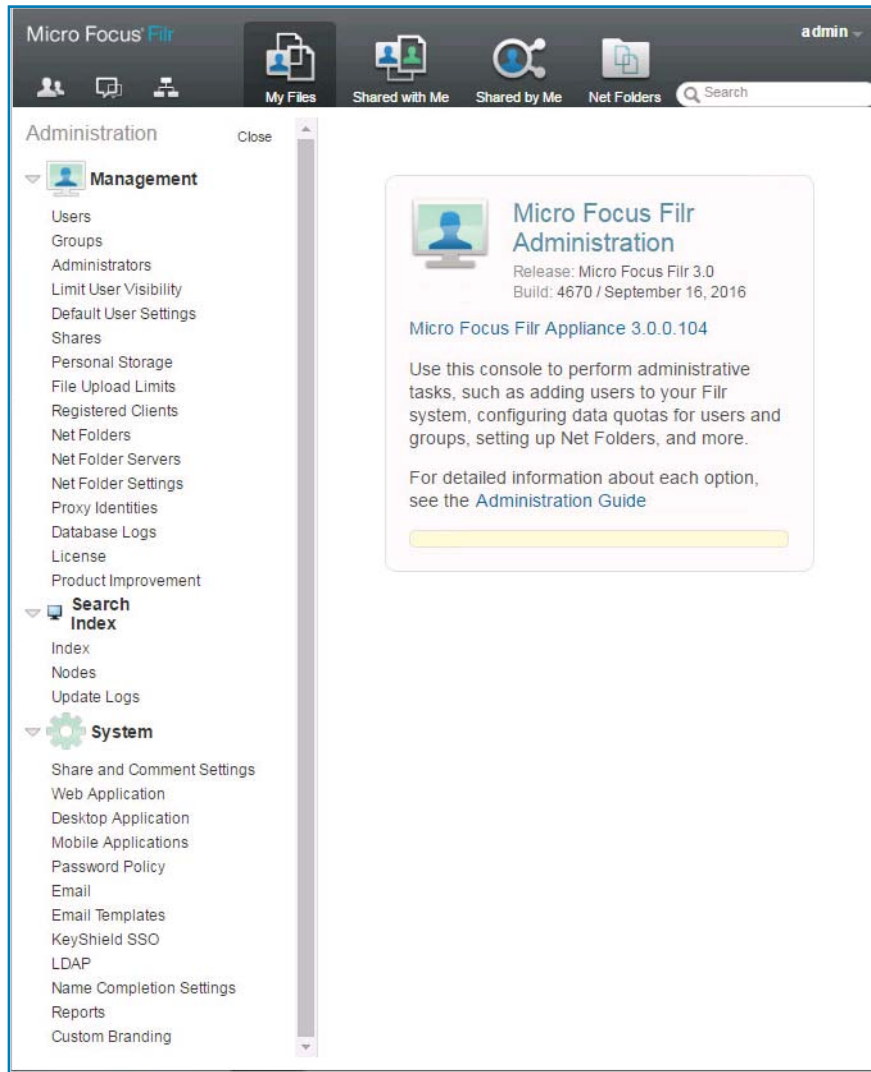 Micro Focus Filr
admin
My Files
Shared with Me
Shared by Me
Net Folders
Search
Administration
Close
Management
Users
Groups
Administrators
Limit User Visibility
Default User Settings
Shares
Personal Storage
File Upload Limits
Registered Clients
Net Folders
Net Folder Servers
Net Folder Settings
Proxy Identities
Database Logs
License
Product Improvement
Search
Index
Index
Nodes
Update Logs
System
Share and Comment Settings
Web Application
Desktop Application
Mobile Applications
Password Policy
Email
Email Templates
KeyShield SSO
LDAP
Name Completion Settings
Reports
Custom Branding
Micro Focus Filr
Administration
Release: Micro Focus Filr 3.0
Build: 4670 / September 16, 2016
Micro Focus Filr Appliance 3.0.0.104
Use this console to perform administrative
tasks, such as adding users to your Filr
system, configuring data quotas for users and
groups, setting up Net Folders, and more.
For detailed information about each option,
see the Administration Guide